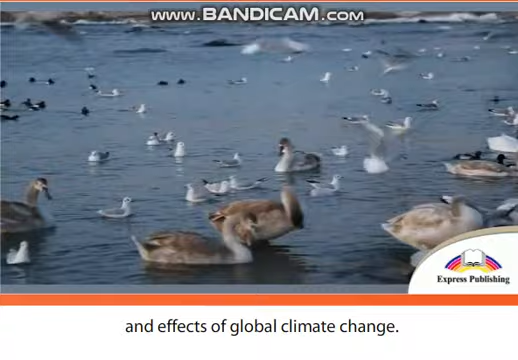 www.BANDICAM.com
Express Publishing
and effects of global climate change.